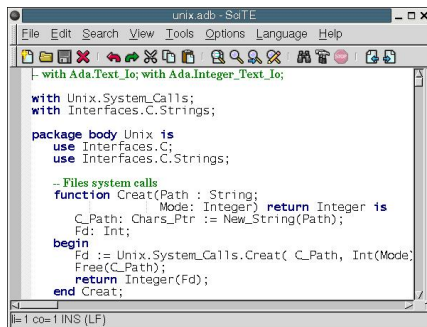 unix.adb - SciTE
File Edit Search View Tools Options Language Help
-- with Ada.Text_Io; with Ada.Integer_Text_Io;
with Unix.System_Calls;
with Interfaces.C.Strings;
package body Unix is
use Interfaces.C;
use Interfaces.C.Strings;
-- Files system calls
function Creat(Path : String;
Mode: Integer) return Integer is
C_Path: Chars_Ptr := New_String(Path);
Fd: Int;
begin
Fd := Unix.System_Calls.Creat( C_Path, Int(Mode)
Free(C_Path);
return Integer(Fd);
end Creat;
li=1 co=1 INS (LF)